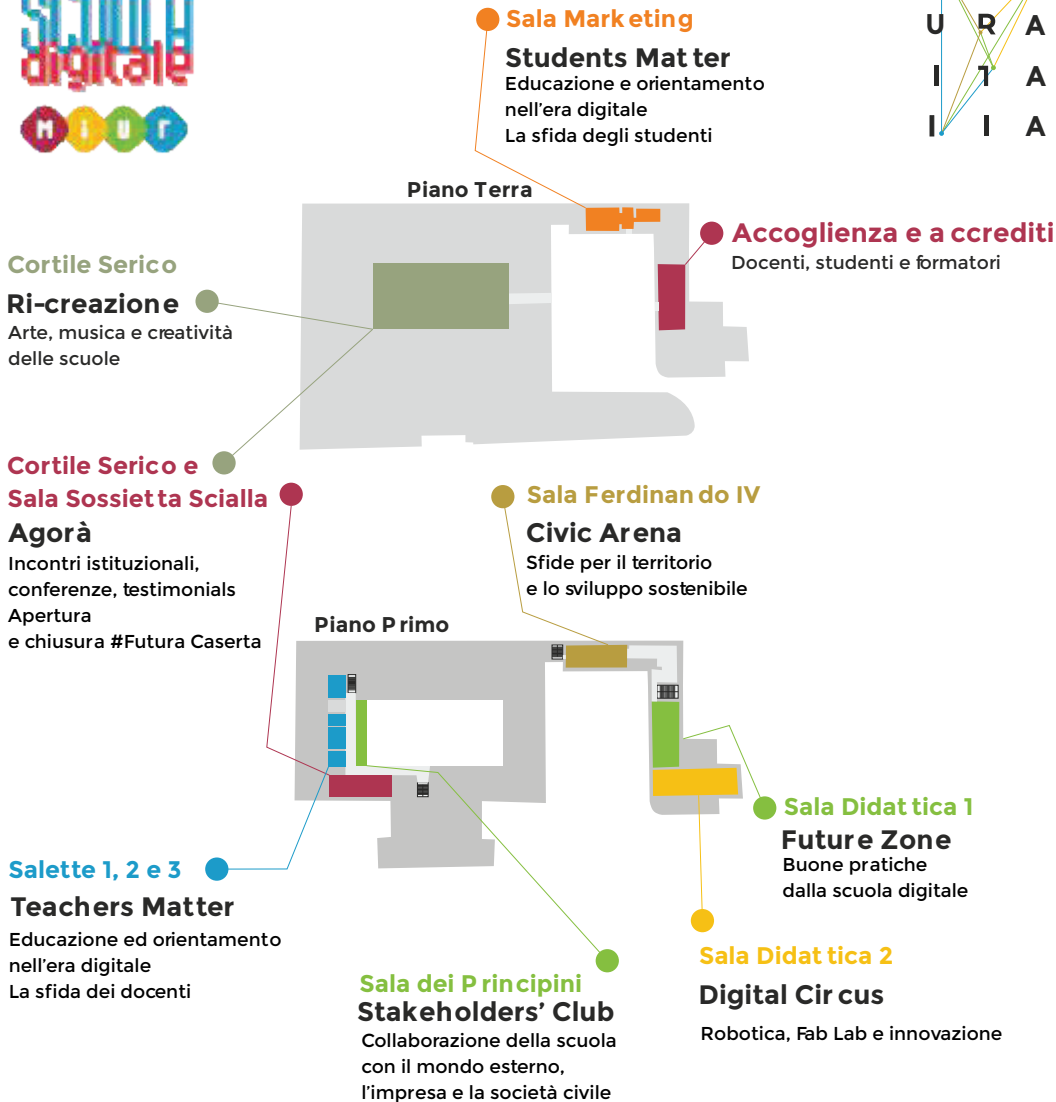 SCUOLA
digitale
M I U R
U R A
I T A
I I A
Sala Marketing
Students Matter
Educazione e orientamento
nell'era digitale
La sfida degli studenti
Piano Terra
Accoglienza e accrediti
Docenti, studenti e formatori
Cortile Serico
Ri-creazione
Arte, musica e creatività
delle scuole
Cortile Serico e
Sala Sossietta Scialla
Agorà
Incontri istituzionali,
conferenze, testimonials
Apertura
e chiusura #Futura Caserta
Sala Ferdinando IV
Civic Arena
Sfide per il territorio
e lo sviluppo sostenibile
Piano Primo
Sala Didattica 1
Future Zone
Buone pratiche
dalla scuola digitale
Salette 1, 2 e 3
Teachers Matter
Educazione ed orientamento
nell'era digitale
La sfida dei docenti
Sala dei Principini
Stakeholders' Club
Collaborazione della scuola
con il mondo esterno,
l'impresa e la società civile
Sala Didattica 2
Digital Circus
Robotica, Fab Lab e innovazione